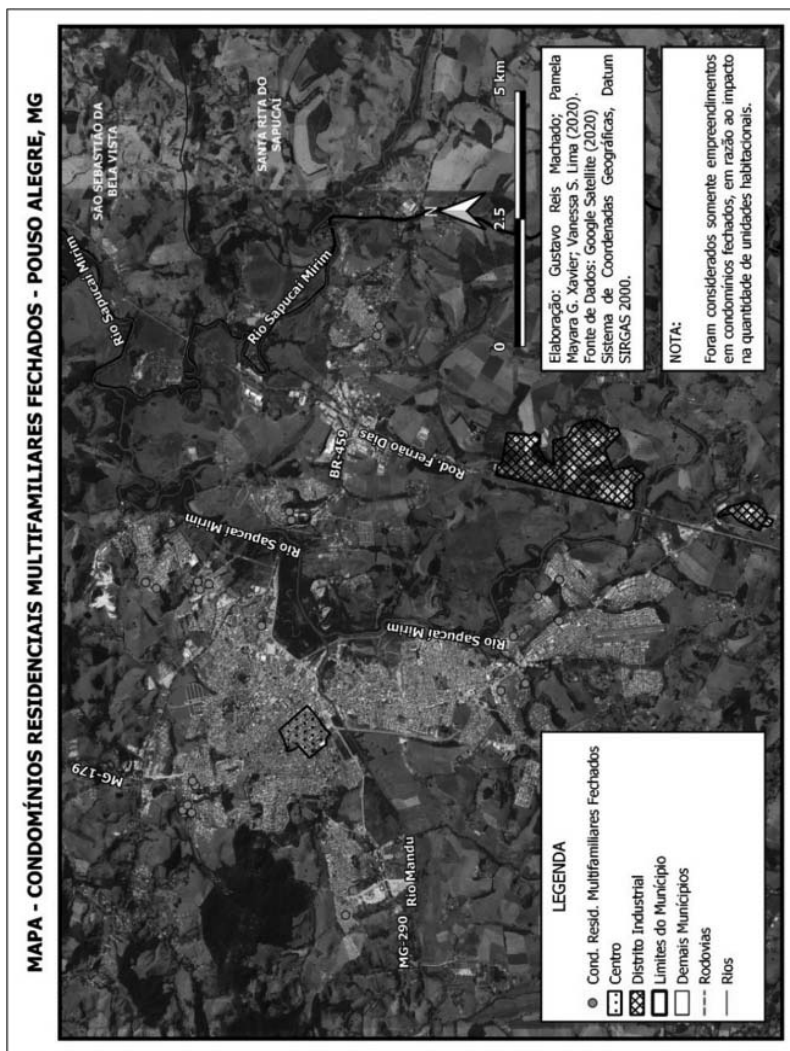 MAPA - CONDOMÍNIOS RESIDENCIAIS MULTIFAMILIARES FECHADOS - POUSO ALEGRE, MG
SÃO SEBASTIÃO DA
BELA VISTA
SANTA RITA DO
SAPUCAÍ
Rio Sapucaí Mirim
Rio Sapucaí Mirim
Rio Sapucaí Mirim
Rio Sapucaí Mirim
BR-459
Rod. Fernão Dias
MG-179
MG-290
Rio Mandu
N
0
2.5
5 km
LEGENDA
Cond. Resid. Multifamiliares Fechados
Centro
Distrito Industrial
Limites do Município
Demais Municípios
Rodovias
Rios
Elaboração: Gustavo Reis Machado; Pamela
Mayara G. Xavier; Vanessa S. Lima (2020).
Fonte de Dados: Google Satellite (2020)
Sistema de Coordenadas Geográficas, Datum
SIRGAS 2000.
NOTA:
Foram considerados somente empreendimentos
em condomínios fechados, em razão ao impacto
na quantidade de unidades habitacionais.